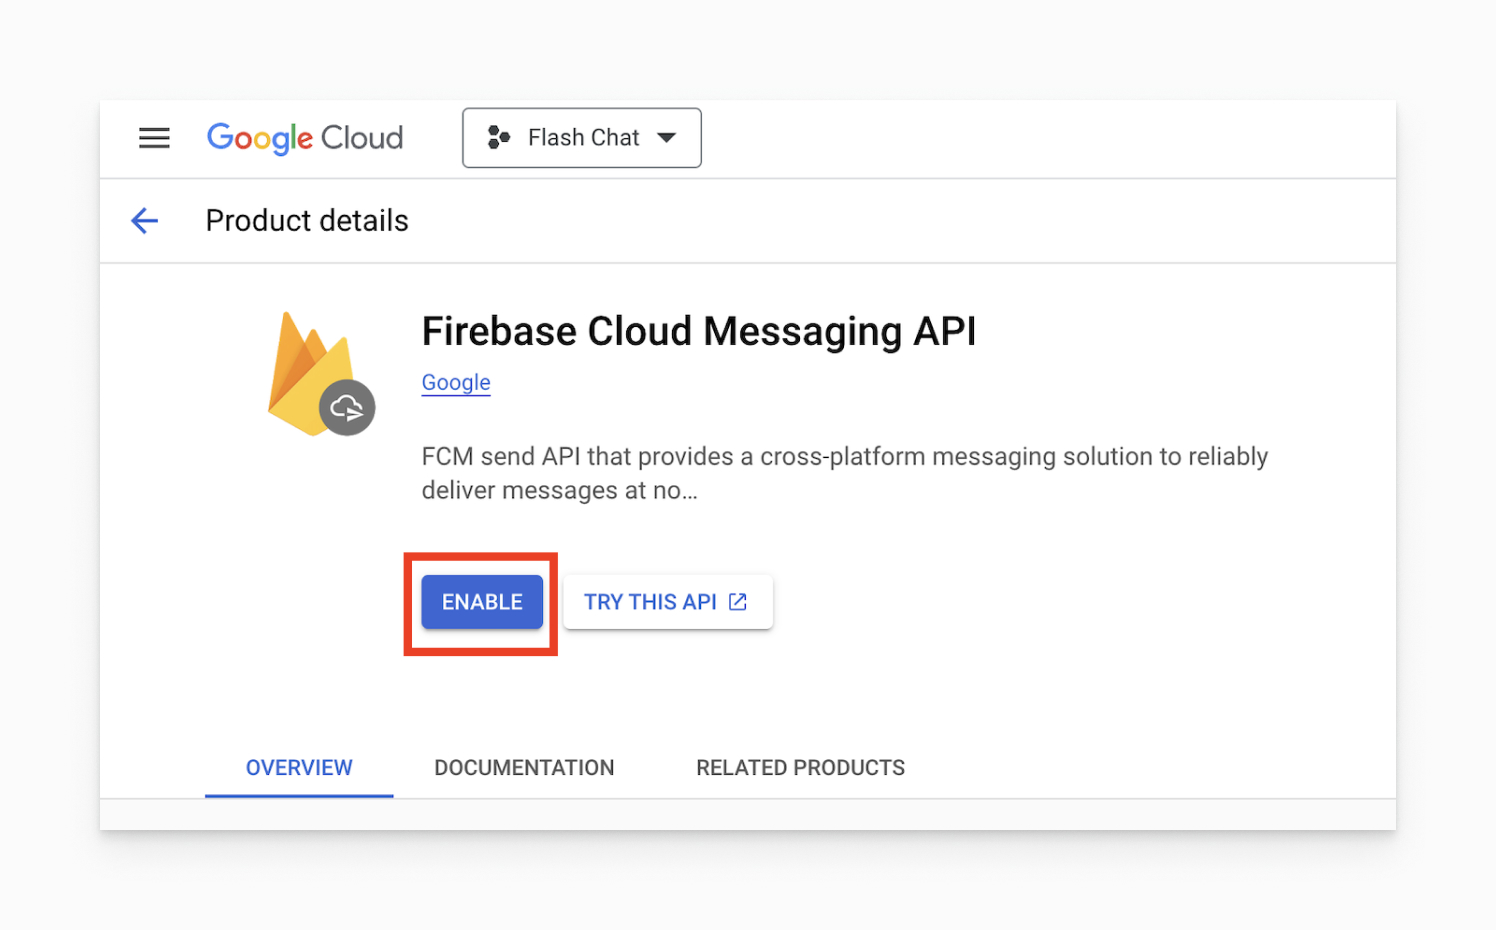 Google Cloud
Flash Chat
Product details
Firebase Cloud Messaging API
Google
FCM send API that provides a cross-platform messaging solution to reliably
deliver messages at no...
ENABLE
TRY THIS API
OVERVIEW
DOCUMENTATION
RELATED PRODUCTS